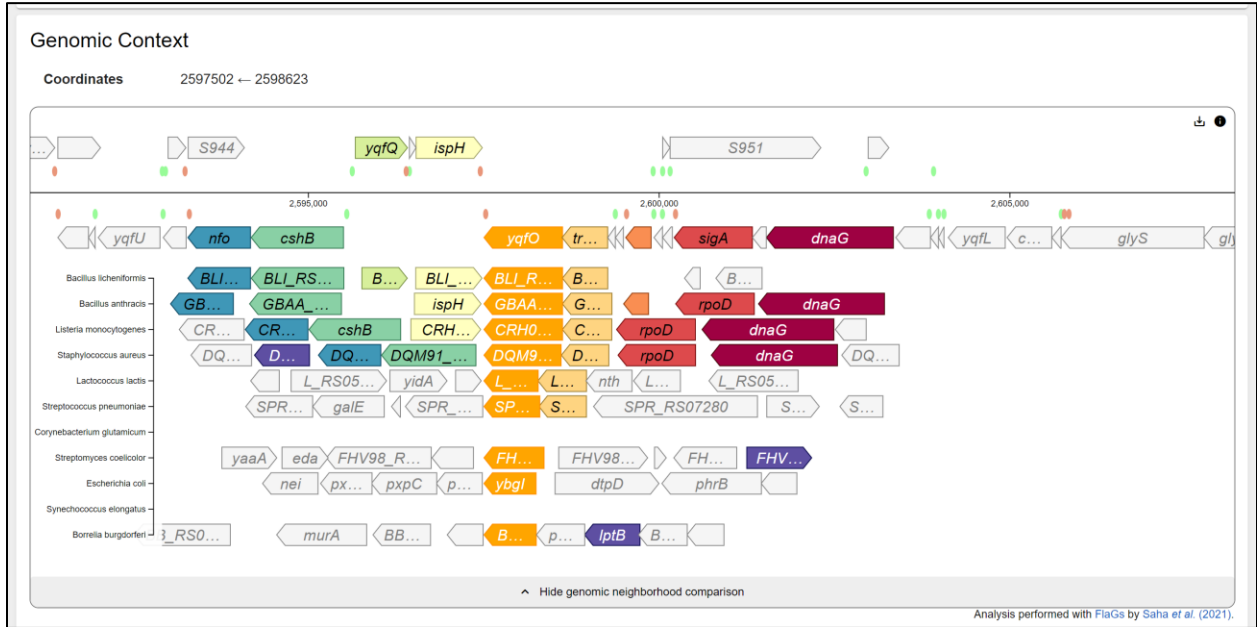 Genomic Context
Coordinates 2597502 ← 2598623
... S944 yqfQ ispH S951
2,595,000 2,600,000 2,605,000
yqfU nfo cshB yqfO tr... sigA dnaG yqfL c... glyS gly
Bacillus licheniformis BLI... BLI_RS... B... BLI_... BLI_R... B... B...
Bacillus anthracis GB... GBAA_... ispH GBAA... G... rpoD dnaG
Listeria monocytogenes CR... CR... cshB CRH... CRH0... C... rpoD dnaG
Staphylococcus aureus DQ... D... DQ... DQM91_... DQM9... D... rpoD dnaG DQ...
Lactococcus lactis L_RS05... yidA L_... L... nth L... L_RS05...
Streptococcus pneumoniae SPR... galE SPR_... SP... S... SPR_RS07280 S... S...
Corynebacterium glutamicum
Streptomyces coelicolor yaaA eda FHV98_R... FH... FHV98... FH... FHV...
Escherichia coli nei px... pxpC p... ybgI dtpD phrB
Synechococcus elongatus
Borrelia burgdorferi B_RS0... murA BB... B... p... lptB B...
Hide genomic neighborhood comparison
Analysis performed with FlaGs by Saha et al. (2021).